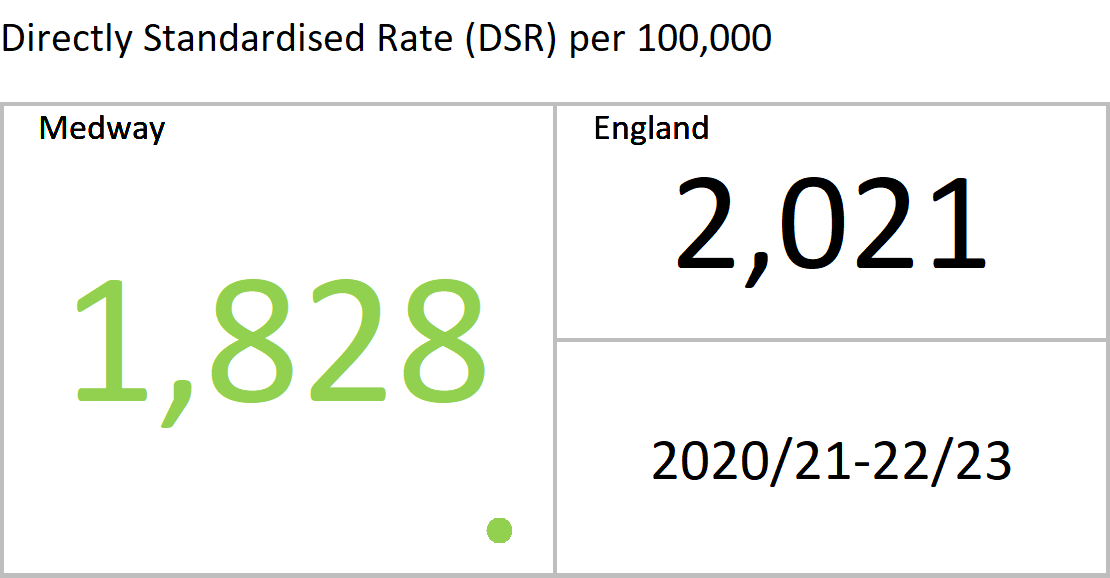 Directly Standardised Rate (DSR) per 100,000
Medway
1,828
England
2,021
2020/21-22/23